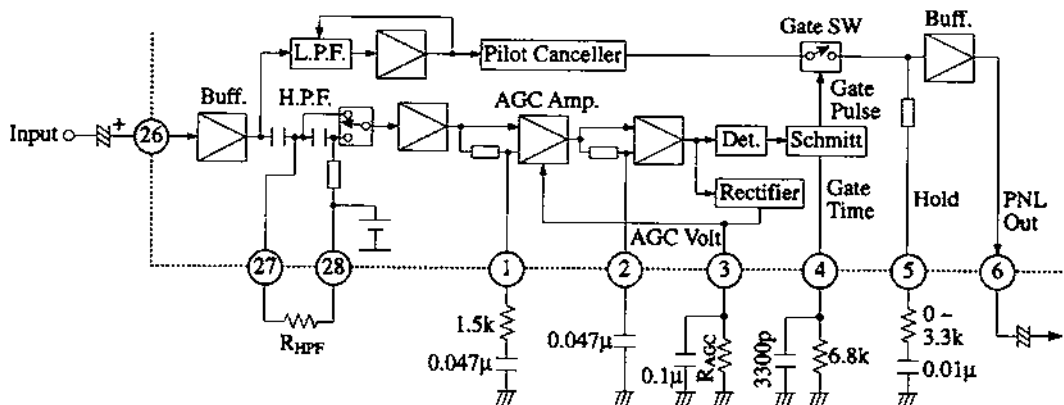 Gate SW
Buff.
L.P.F.
Pilot Canceller
Buff.
H.P.F.
AGC Amp.
Gate
Pulse
Input
+
26
Det.
Schmitt
Rectifier
Gate
Time
Hold
PNL
Out
AGC Volt
27
28
1
2
3
4
5
6
RHPF
1.5k
0.047μ
0.047μ
0.1μ
RAGC
3300p
6.8k
0 –
3.3k
0.01μ